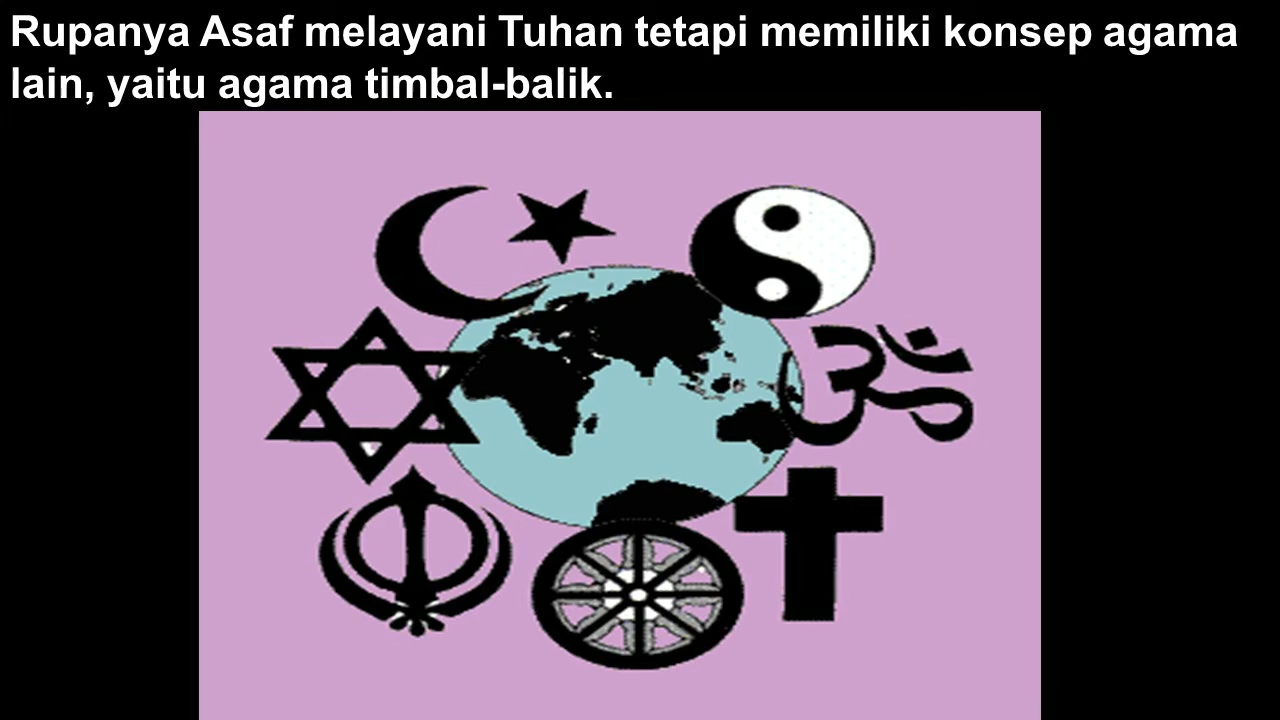 Rupanya Asaf melayani Tuhan tetapi memiliki konsep agama
lain, yaitu agama timbal-balik.